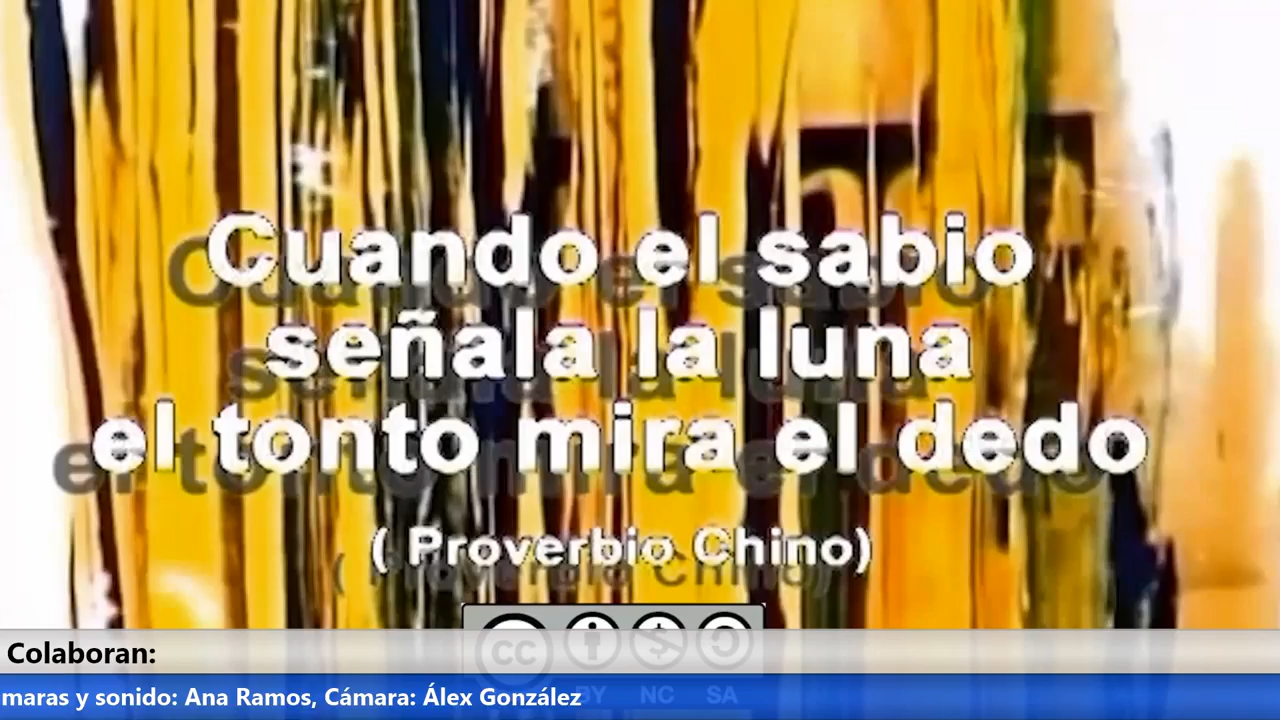 Cuando el sabio
señala la luna
el tonto mira el dedo
( Proverbio Chino)
cc
BY NC SA
Colaboran:
maras y sonido: Ana Ramos, Cámara: Álex González